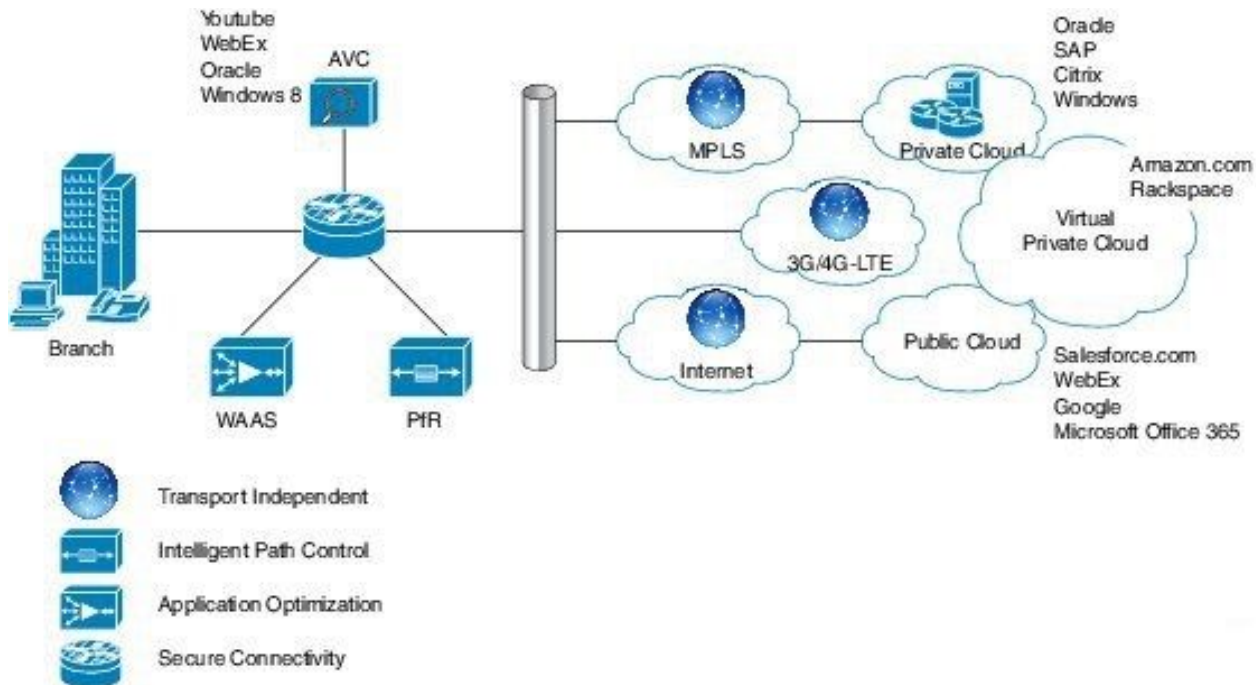 Youtube
WebEx
Oracle
Windows 8
AVC
Branch
WAAS
PfR
MPLS
Private Cloud
Oracle
SAP
Citrix
Windows
Amazon.com
Rackspace
Virtual
Private Cloud
3G/4G-LTE
Internet
Public Cloud
Salesforce.com
WebEx
Google
Microsoft Office 365
Transport Independent
Intelligent Path Control
Application Optimization
Secure Connectivity